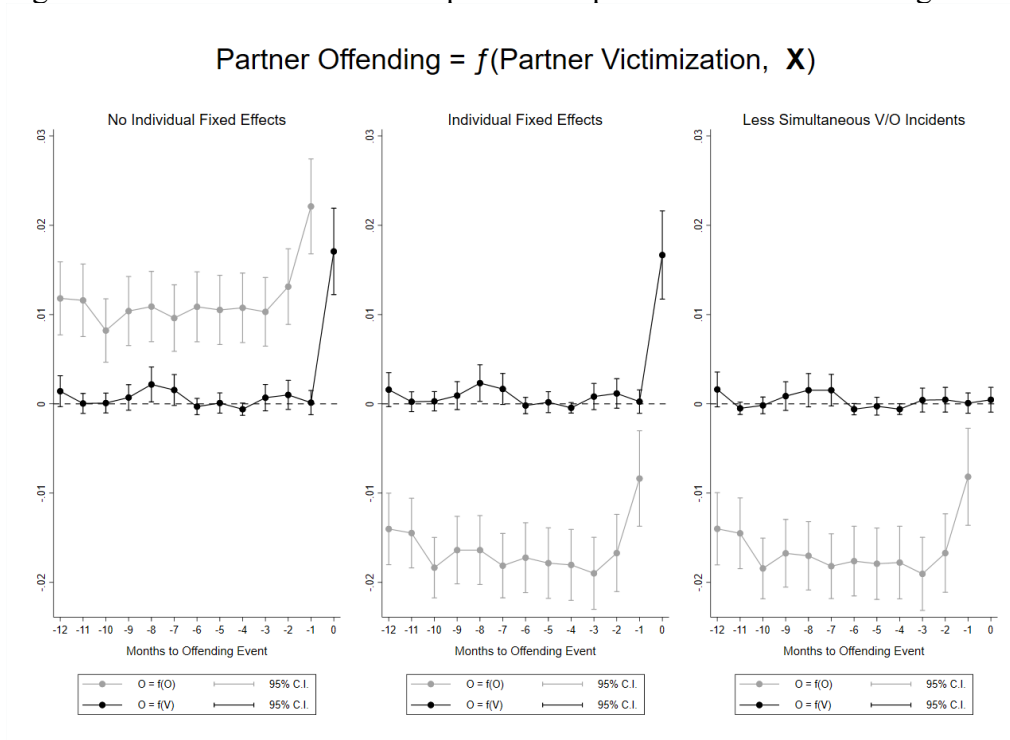 Partner Offending = ƒ(Partner Victimization, X)
No Individual Fixed Effects
.03
.02
.01
0
-.01
-.02
-12 -11 -10 -9 -8 -7 -6 -5 -4 -3 -2 -1 0
Months to Offending Event
O = f(O) 95% C.I.
O = f(V) 95% C.I.
Individual Fixed Effects
.03
.02
.01
0
-.01
-.02
-12 -11 -10 -9 -8 -7 -6 -5 -4 -3 -2 -1 0
Months to Offending Event
O = f(O) 95% C.I.
O = f(V) 95% C.I.
Less Simultaneous V/O Incidents
.03
.02
.01
0
-.01
-.02
-12 -11 -10 -9 -8 -7 -6 -5 -4 -3 -2 -1 0
Months to Offending Event
O = f(O) 95% C.I.
O = f(V) 95% C.I.